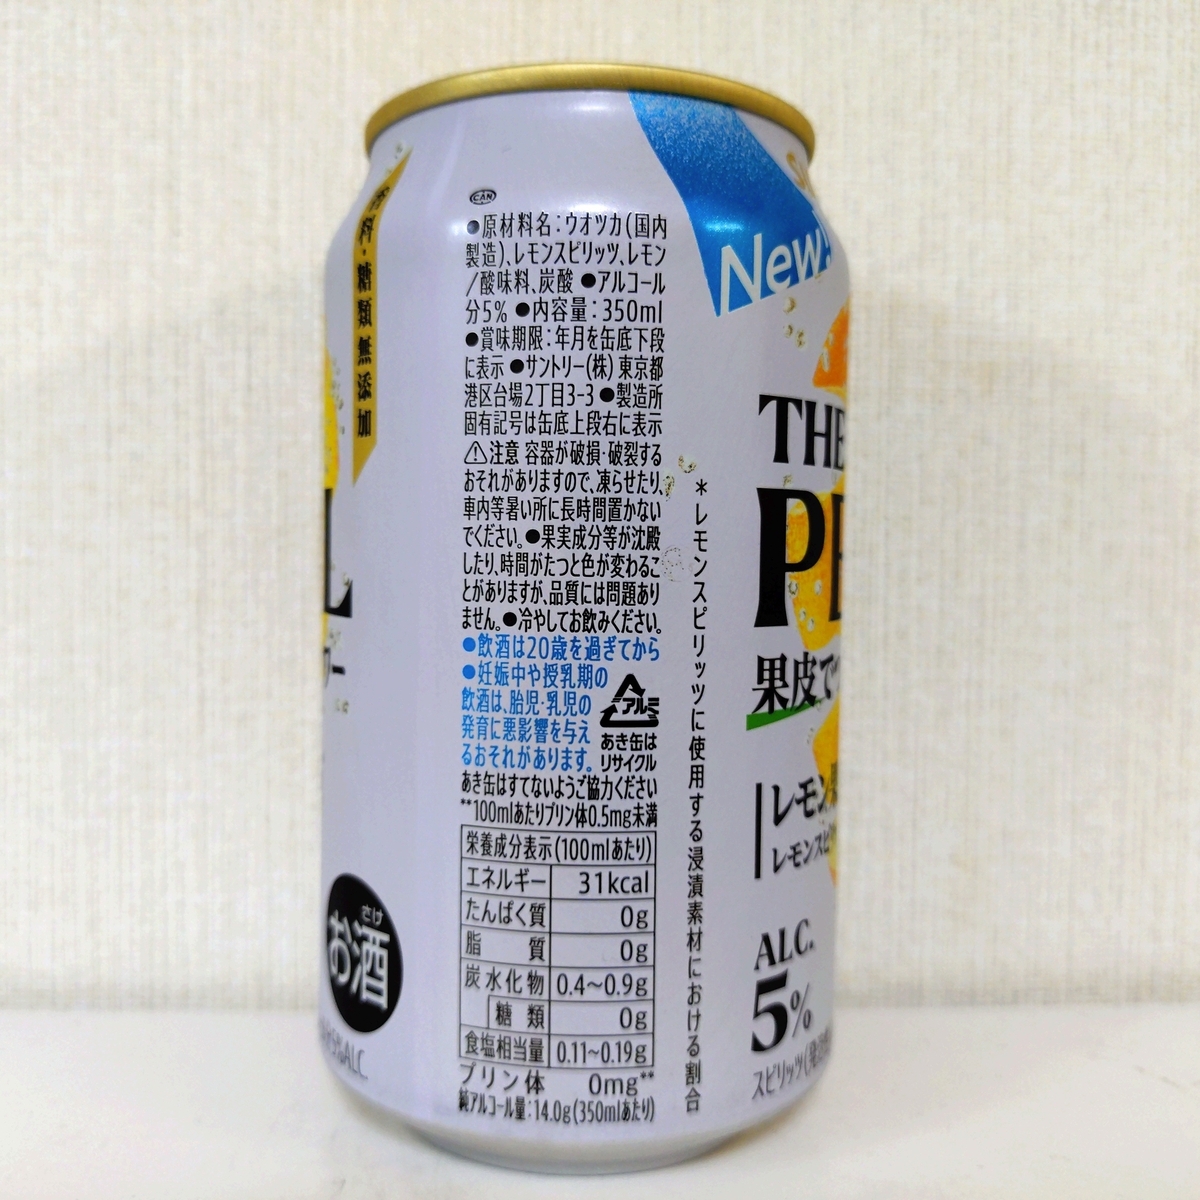 香料・糖類無添加
お酒
さけ
CAN
●原材料名：ウオツカ(国内
製造)、レモンスピリッツ、レモン
/酸味料、炭酸 ●アルコール
分5% ●内容量：350ml
●賞味期限：年月を缶底下段
に表示 ●サントリー(株) 東京都
港区台場2丁目3-3 ●製造所
固有記号は缶底上段右に表示
⚠注意 容器が破損・破裂する
おそれがありますので、凍らせたり、
車内等暑い所に長時間置かない
でください。●果実成分等が沈殿
したり、時間がたつと色が変わるこ
とがありますが、品質には問題あり
ません。●冷やしてお飲みください。
●飲酒は20歳を過ぎてから
●妊娠中や授乳期の
飲酒は、胎児・乳児の
発育に悪影響を与え
るおそれがあります。
アルミ
あき缶は
リサイクル
あき缶はすてないようご協力ください
**100mlあたりプリン体0.5mg未満
栄養成分表示(100mlあたり)
エネルギー 31kcal
たんぱく質 0g
脂質 0g
炭水化物 0.4~0.9g
糖類 0g
食塩相当量 0.11~0.19g
プリン体 0mg**
純アルコール量：14.0g(350mlあたり)
*レモンスピリッツに使用する浸漬素材における割合
New!
THE
P
果皮で
レモン
レモンスピ
ALC.
5%
スピリッツ(発